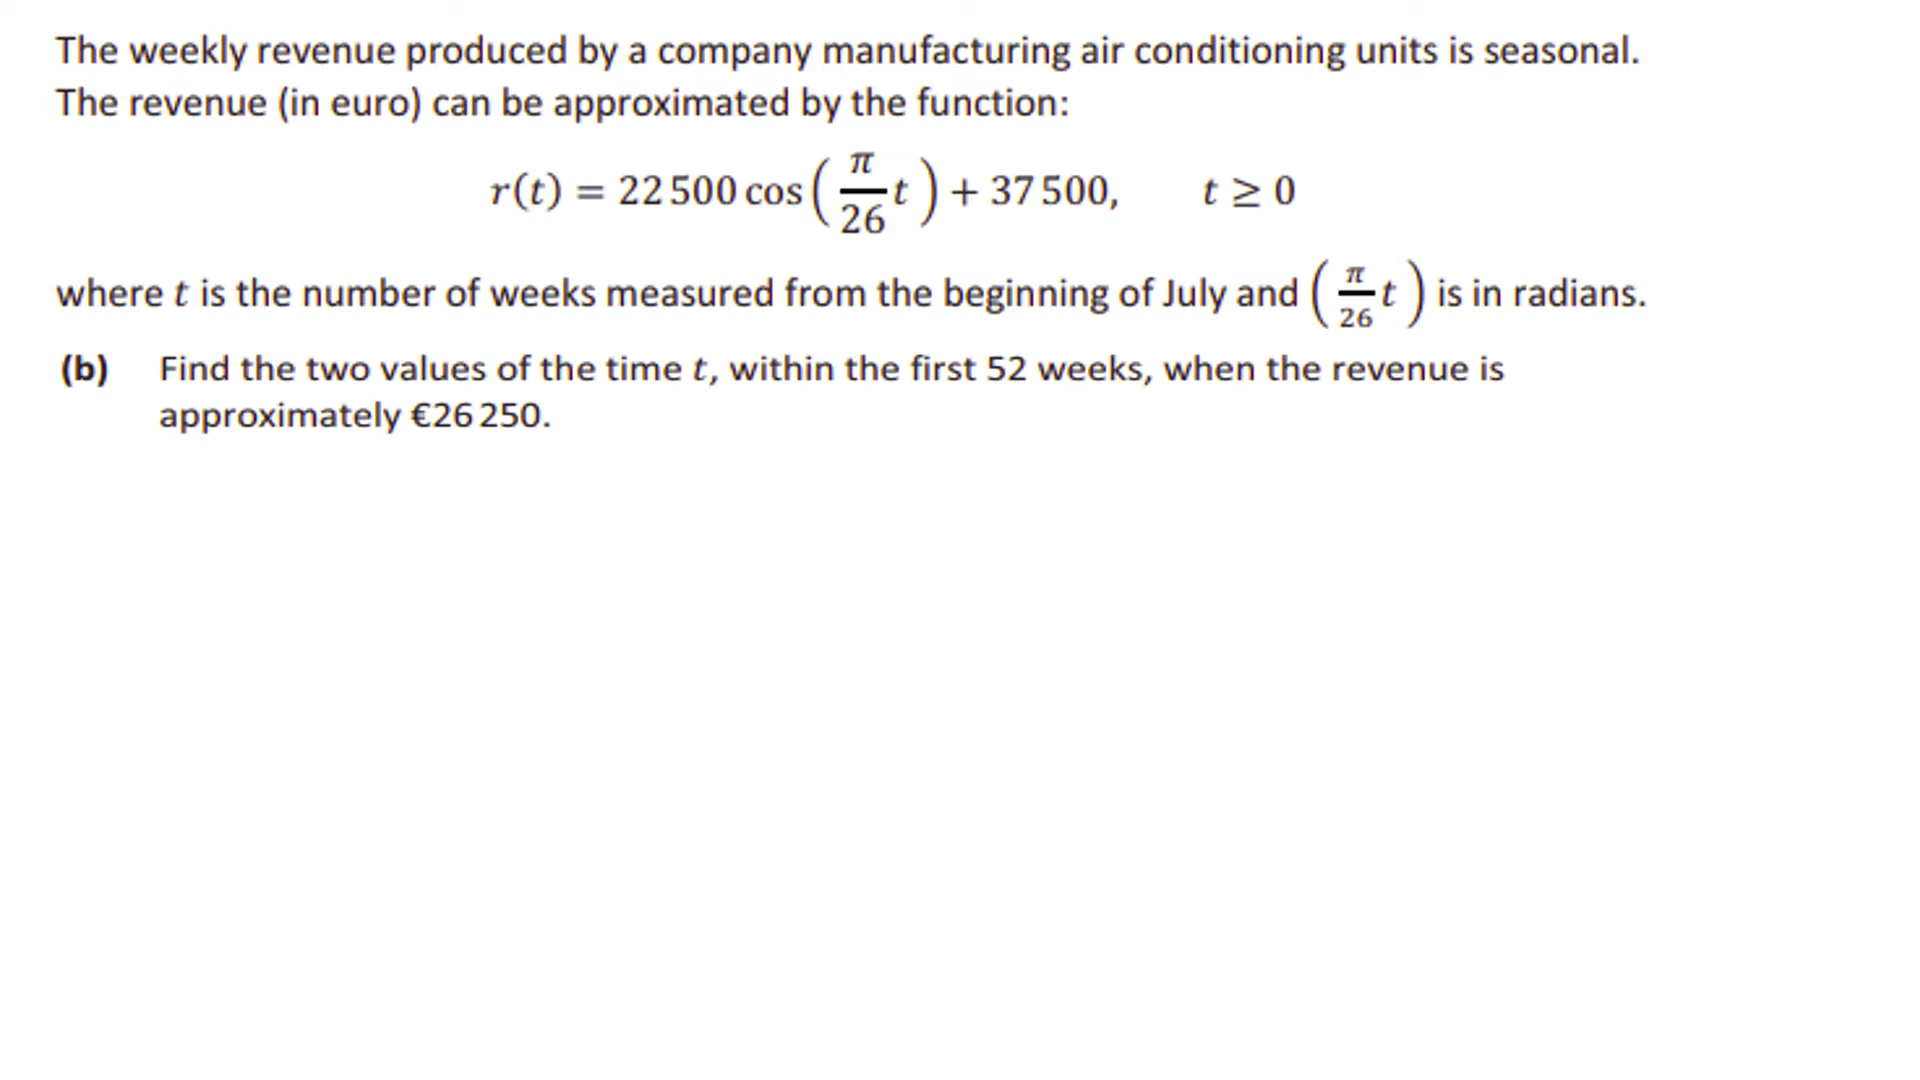 The weekly revenue produced by a company manufacturing air conditioning units is seasonal.
The revenue (in euro) can be approximated by the function:
r(t) = 22 500 cos(π/26 t) + 37 500, t ≥ 0
where t is the number of weeks measured from the beginning of July and (π/26 t) is in radians.
(b) Find the two values of the time t, within the first 52 weeks, when the revenue is
approximately €26 250.